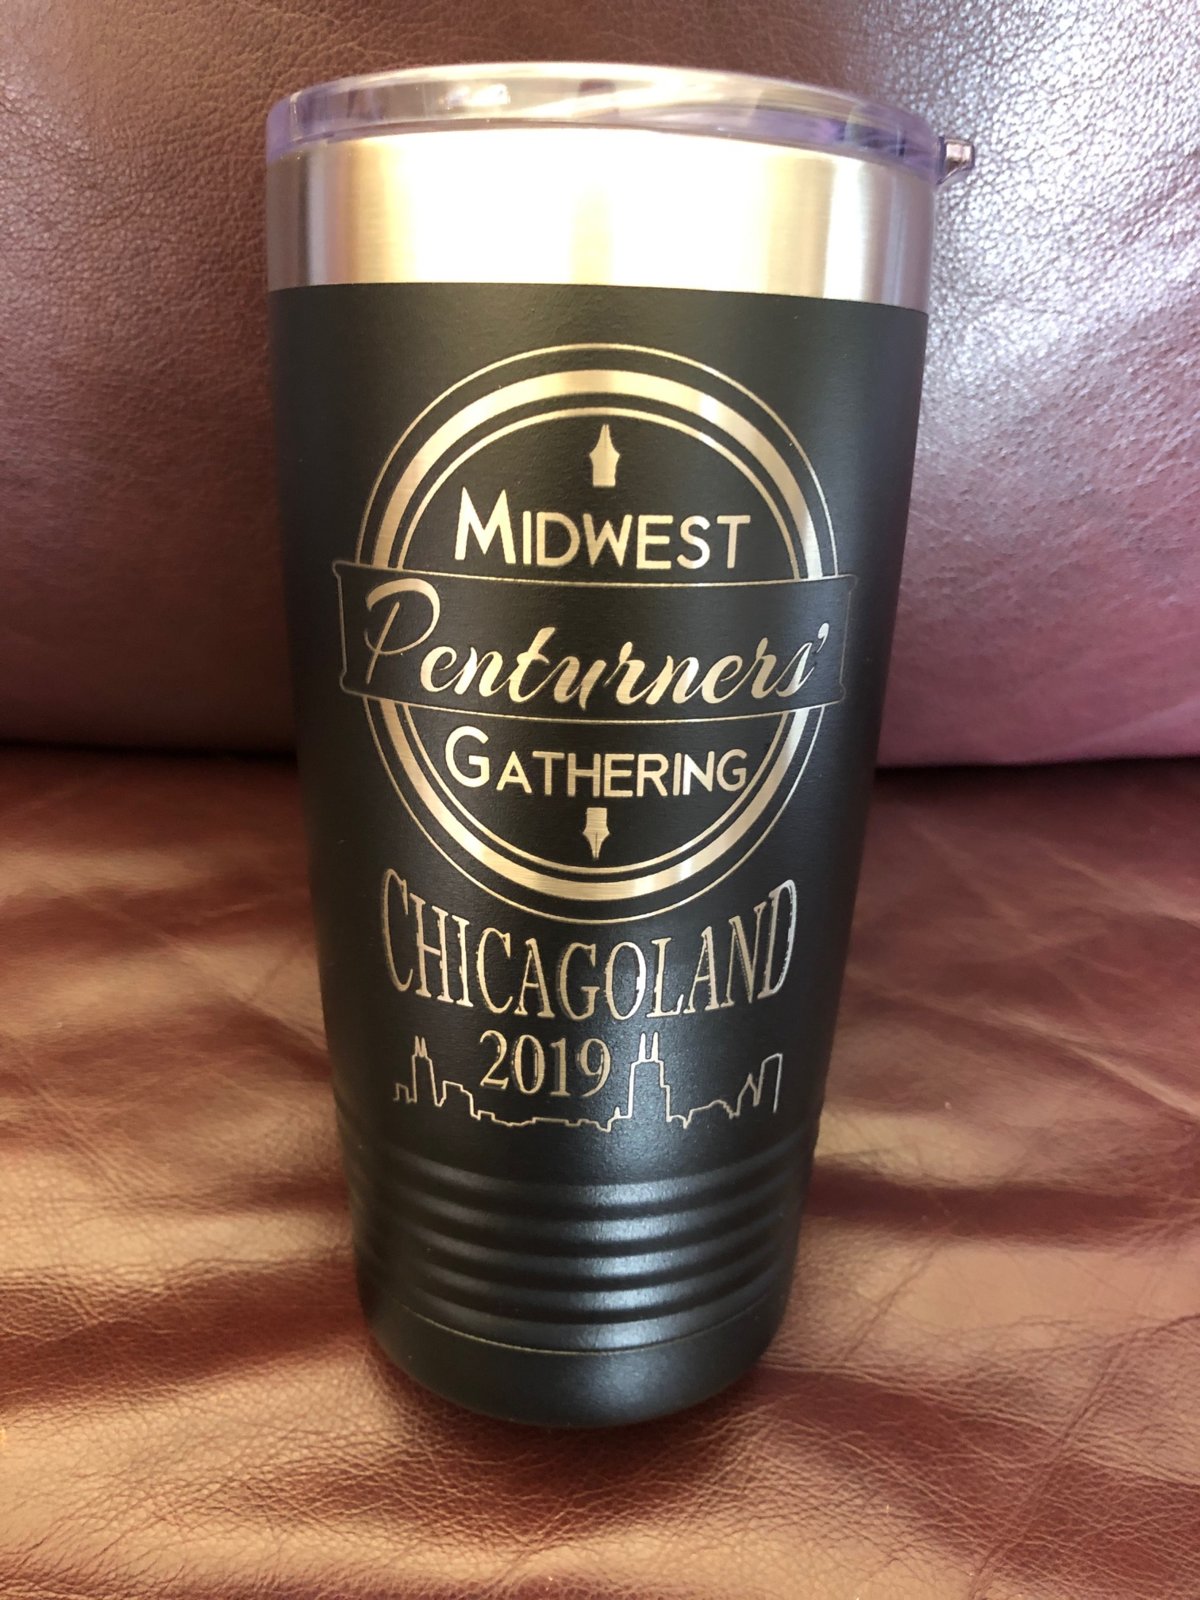 MIDWEST
Penturners'
GATHERING
CHICAGOLAND
2019